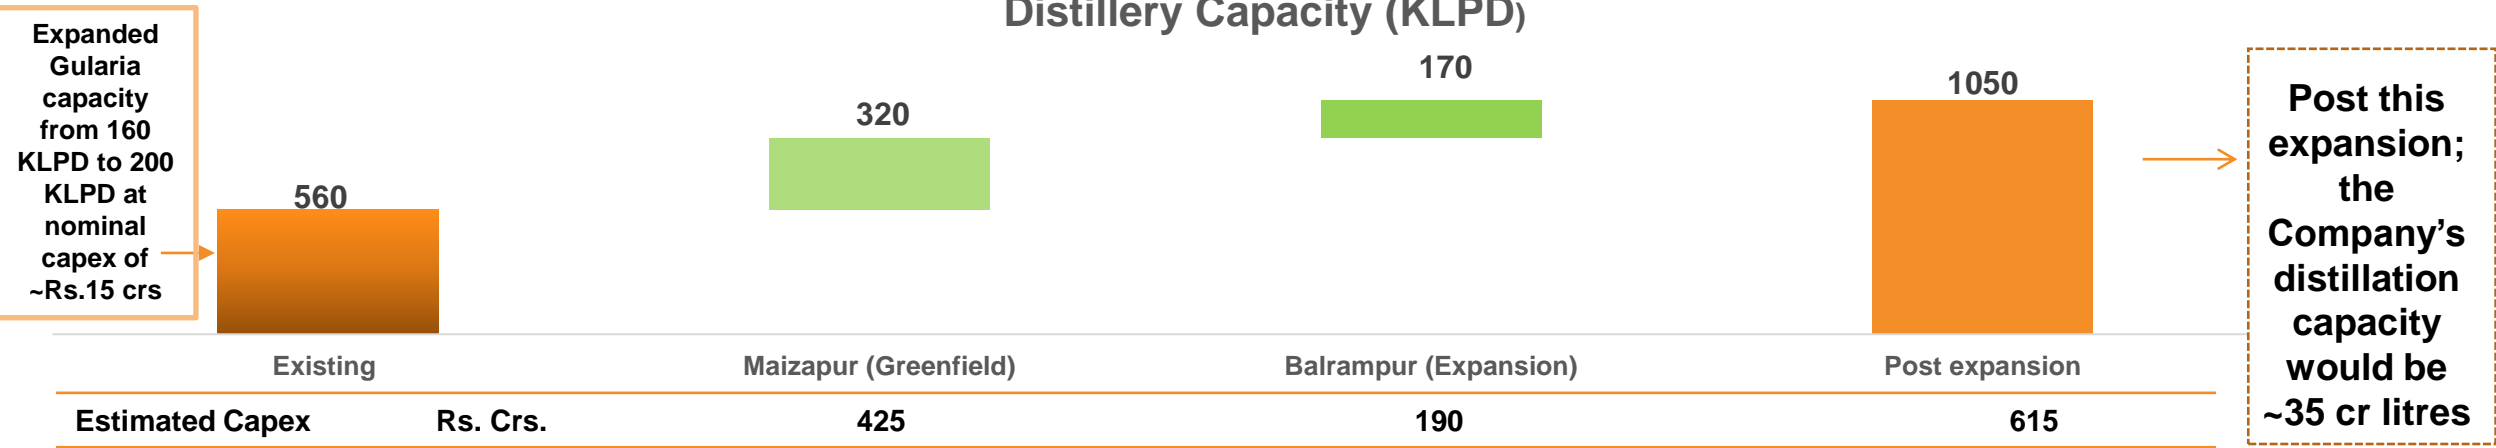 Distillery Capacity (KLPD)
Expanded
Gularia
capacity
from 160
KLPD to 200
KLPD at
nominal
capex of
~Rs.15 crs
560
320
170
1050
Existing
Maizapur (Greenfield)
Balrampur (Expansion)
Post expansion
Estimated Capex Rs. Crs. 425 190 615
Post this
expansion;
the
Company’s
distillation
capacity
would be
~35 cr litres